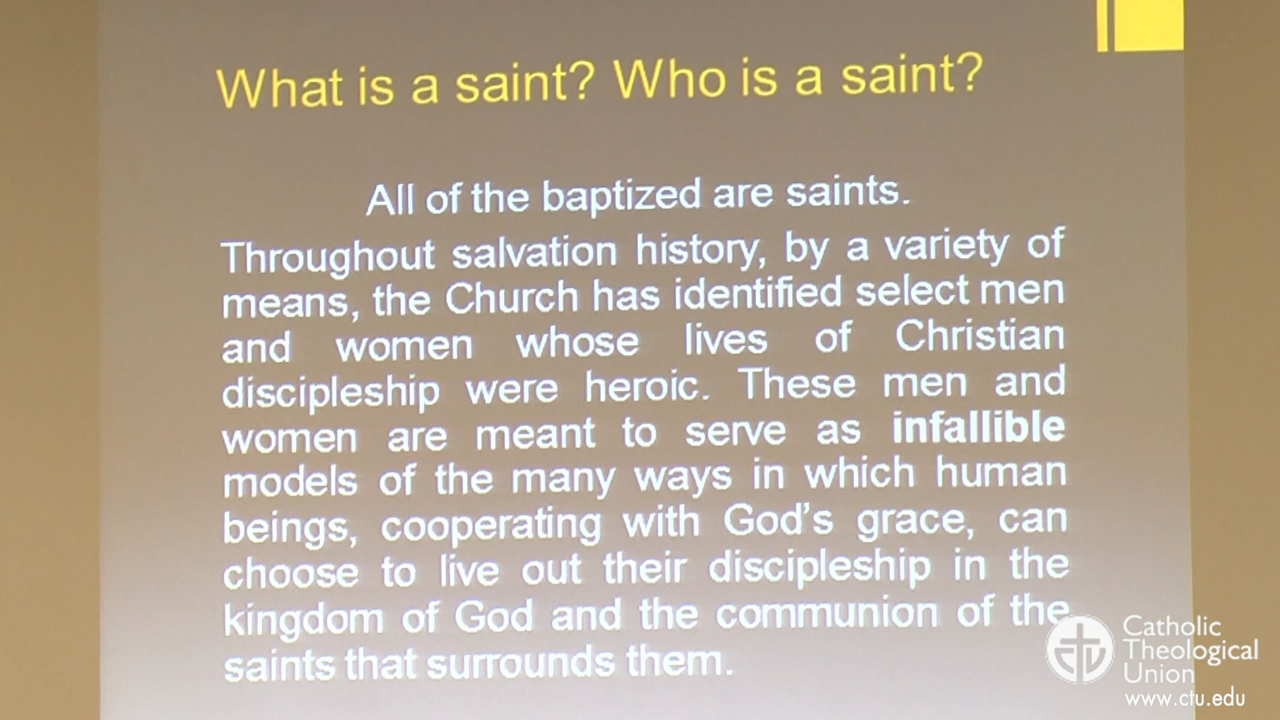 What is a saint? Who is a saint?
All of the baptized are saints.
Throughout salvation history, by a variety of
means, the Church has identified select men
and women whose lives of Christian
discipleship were heroic. These men and
women are meant to serve as infallible
models of the many ways in which human
beings, cooperating with God's grace, can
choose to live out their discipleship in the
kingdom of God and the communion of the
saints that surrounds them.
Catholic
Theological
Union
www.ctu.edu